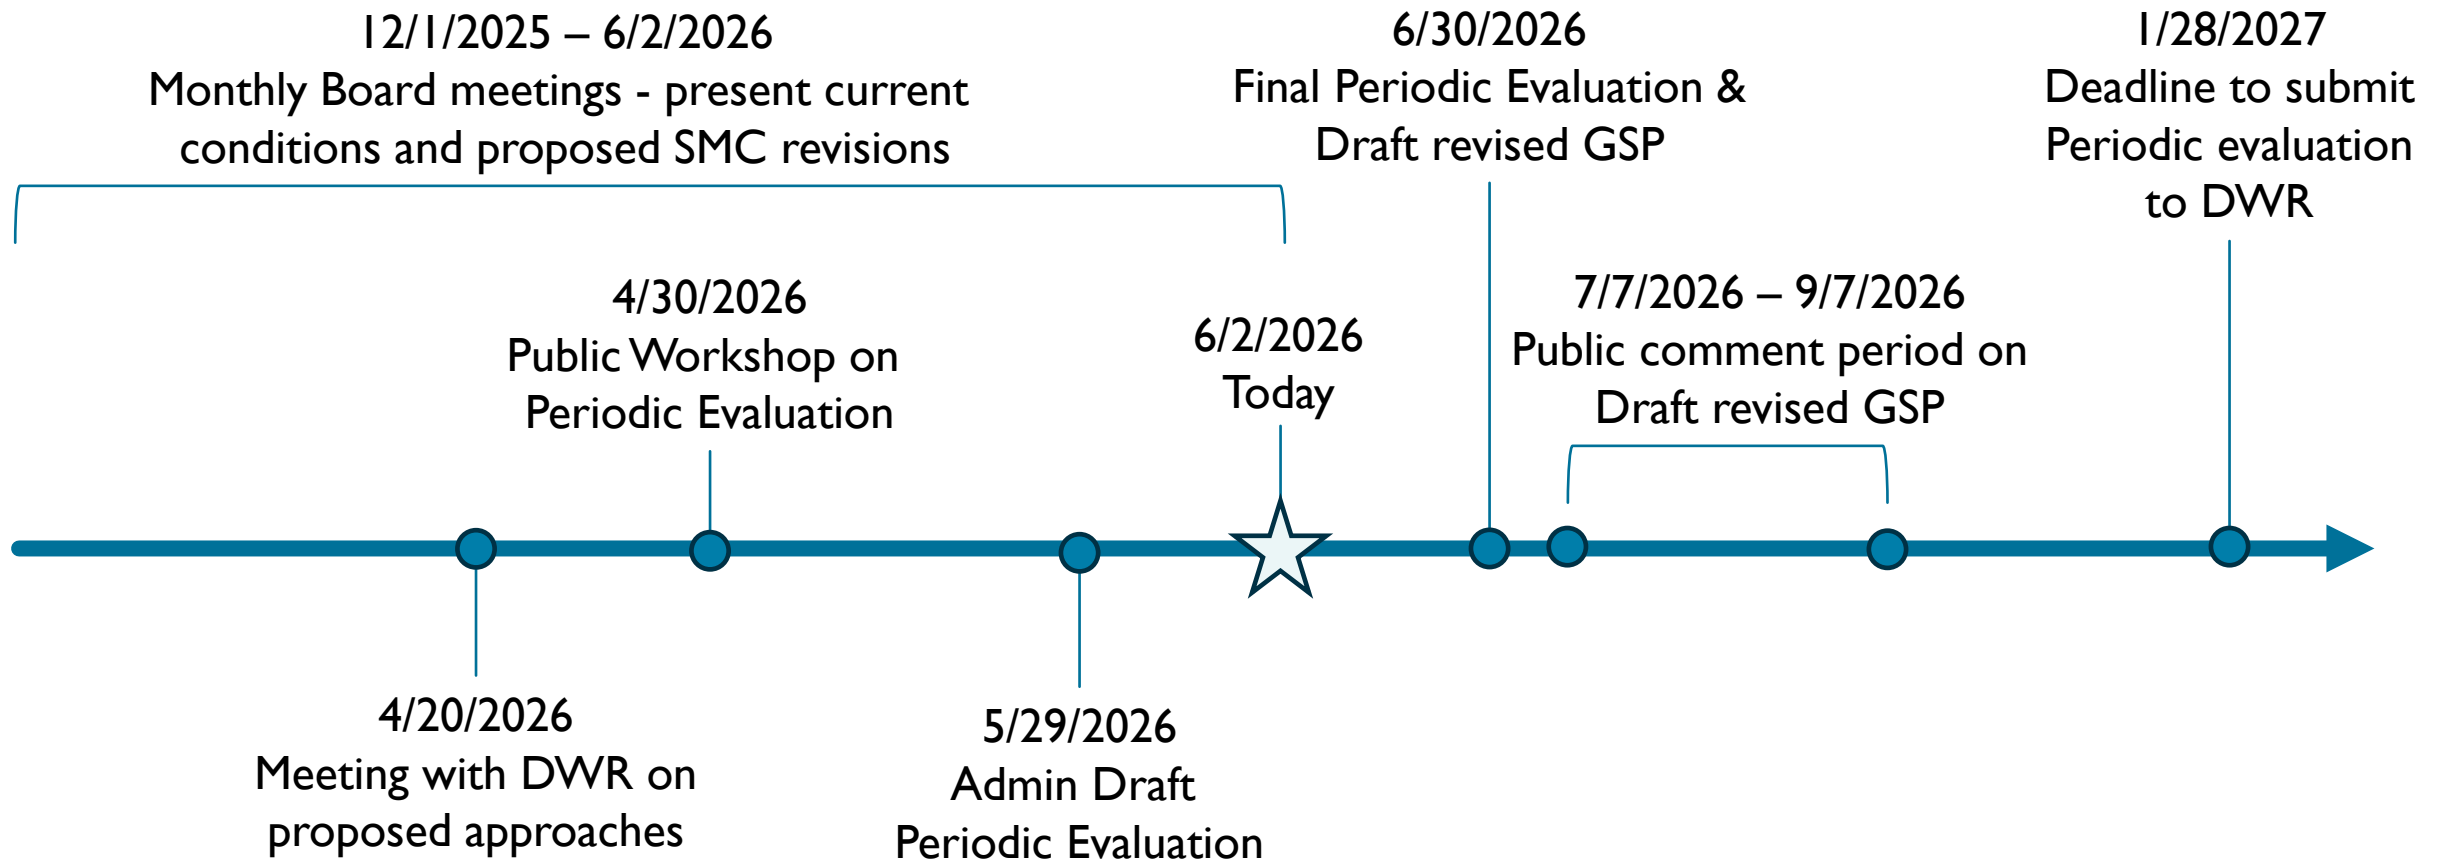 12/1/2025 – 6/2/2026
Monthly Board meetings - present current
conditions and proposed SMC revisions
6/30/2026
Final Periodic Evaluation &
Draft revised GSP
1/28/2027
Deadline to submit
Periodic evaluation
to DWR
4/30/2026
Public Workshop on
Periodic Evaluation
6/2/2026
Today
7/7/2026 – 9/7/2026
Public comment period on
Draft revised GSP
4/20/2026
Meeting with DWR on
proposed approaches
5/29/2026
Admin Draft
Periodic Evaluation